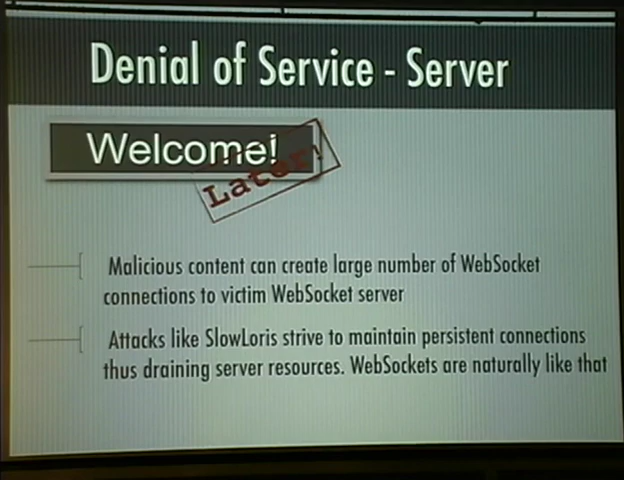 Denial of Service - Server
Welcome!
Later!
Malicious content can create large number of WebSocket
connections to victim WebSocket server
Attacks like SlowLoris strive to maintain persistent connections
thus draining server resources. WebSockets are naturally like that